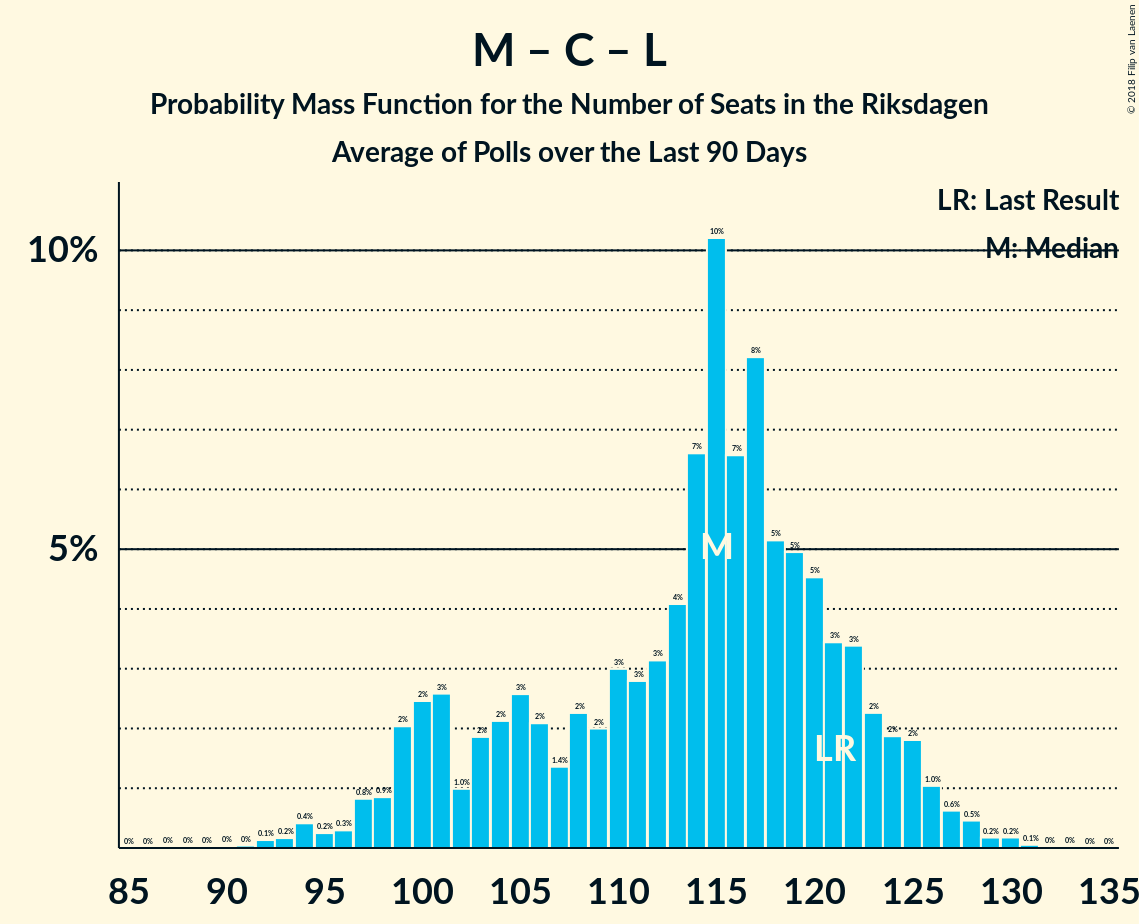 M – C – L
Probability Mass Function for the Number of Seats in the Riksdagen
Average of Polls over the Last 90 Days
© 2018 Filip van Laenen
LR: Last Result
M: Median
10%
5%
0% 0% 0% 0% 0% 0% 0% 0.1% 0.2% 0.4% 0.2% 0.3% 0.8% 0.9% 2% 2% 3% 1.0% 2% 2% 3% 2% 1.4% 2% 2% 3% 3% 3% 4% 7% 10% 7% 8% 5% 5% 5% 3% 3% 2% 2% 2% 1.0% 0.6% 0.5% 0.2% 0.2% 0.1% 0% 0% 0% 0%
M
LR
85 90 95 100 105 110 115 120 125 130 135